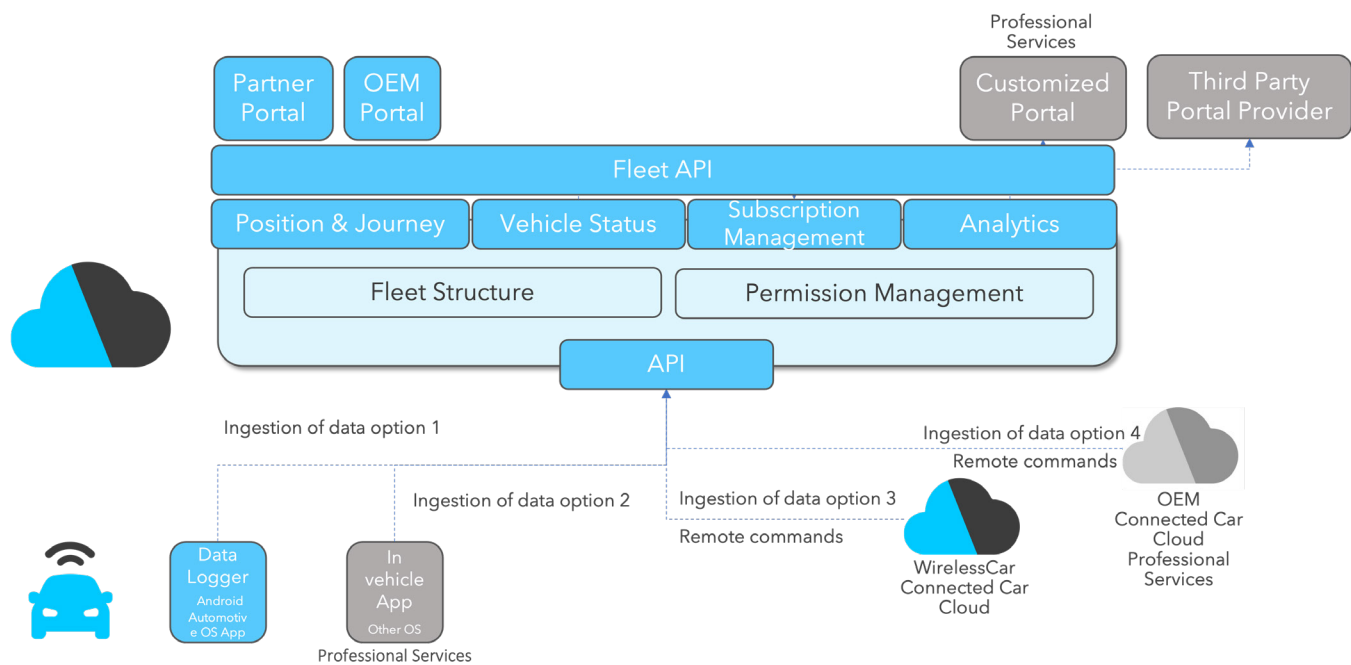 Professional
Services
Partner
Portal
OEM
Portal
Customized
Portal
Third Party
Portal Provider
Fleet API
Position & Journey
Vehicle Status
Subscription
Management
Analytics
Fleet Structure
Permission Management
API
Ingestion of data option 1
Ingestion of data option 4
Remote commands
Ingestion of data option 2
Ingestion of data option 3
Remote commands
OEM
Connected Car
Cloud
Professional
Services
WirelessCar
Connected Car
Cloud
Data
Logger
Android
Automotiv
e OS App
In
vehicle
App
Other OS
Professional Services